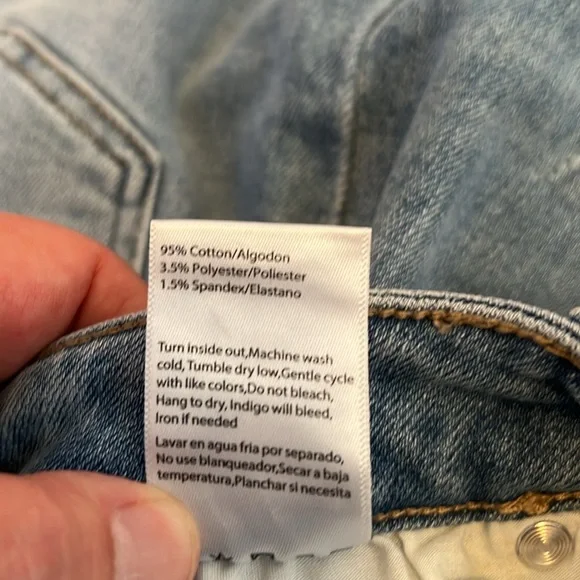 95% Cotton/Algodon
3.5% Polyester/Poliester
1.5% Spandex/Elastano
Turn inside out,Machine wash
cold, Tumble dry low,Gentle cycle
with like colors,Do not bleach,
Hang to dry, Indigo will bleed,
Iron if needed
Lavar en agua fria por separado,
No use blanqueador,Secar a baja
temperatura,Planchar si necesita